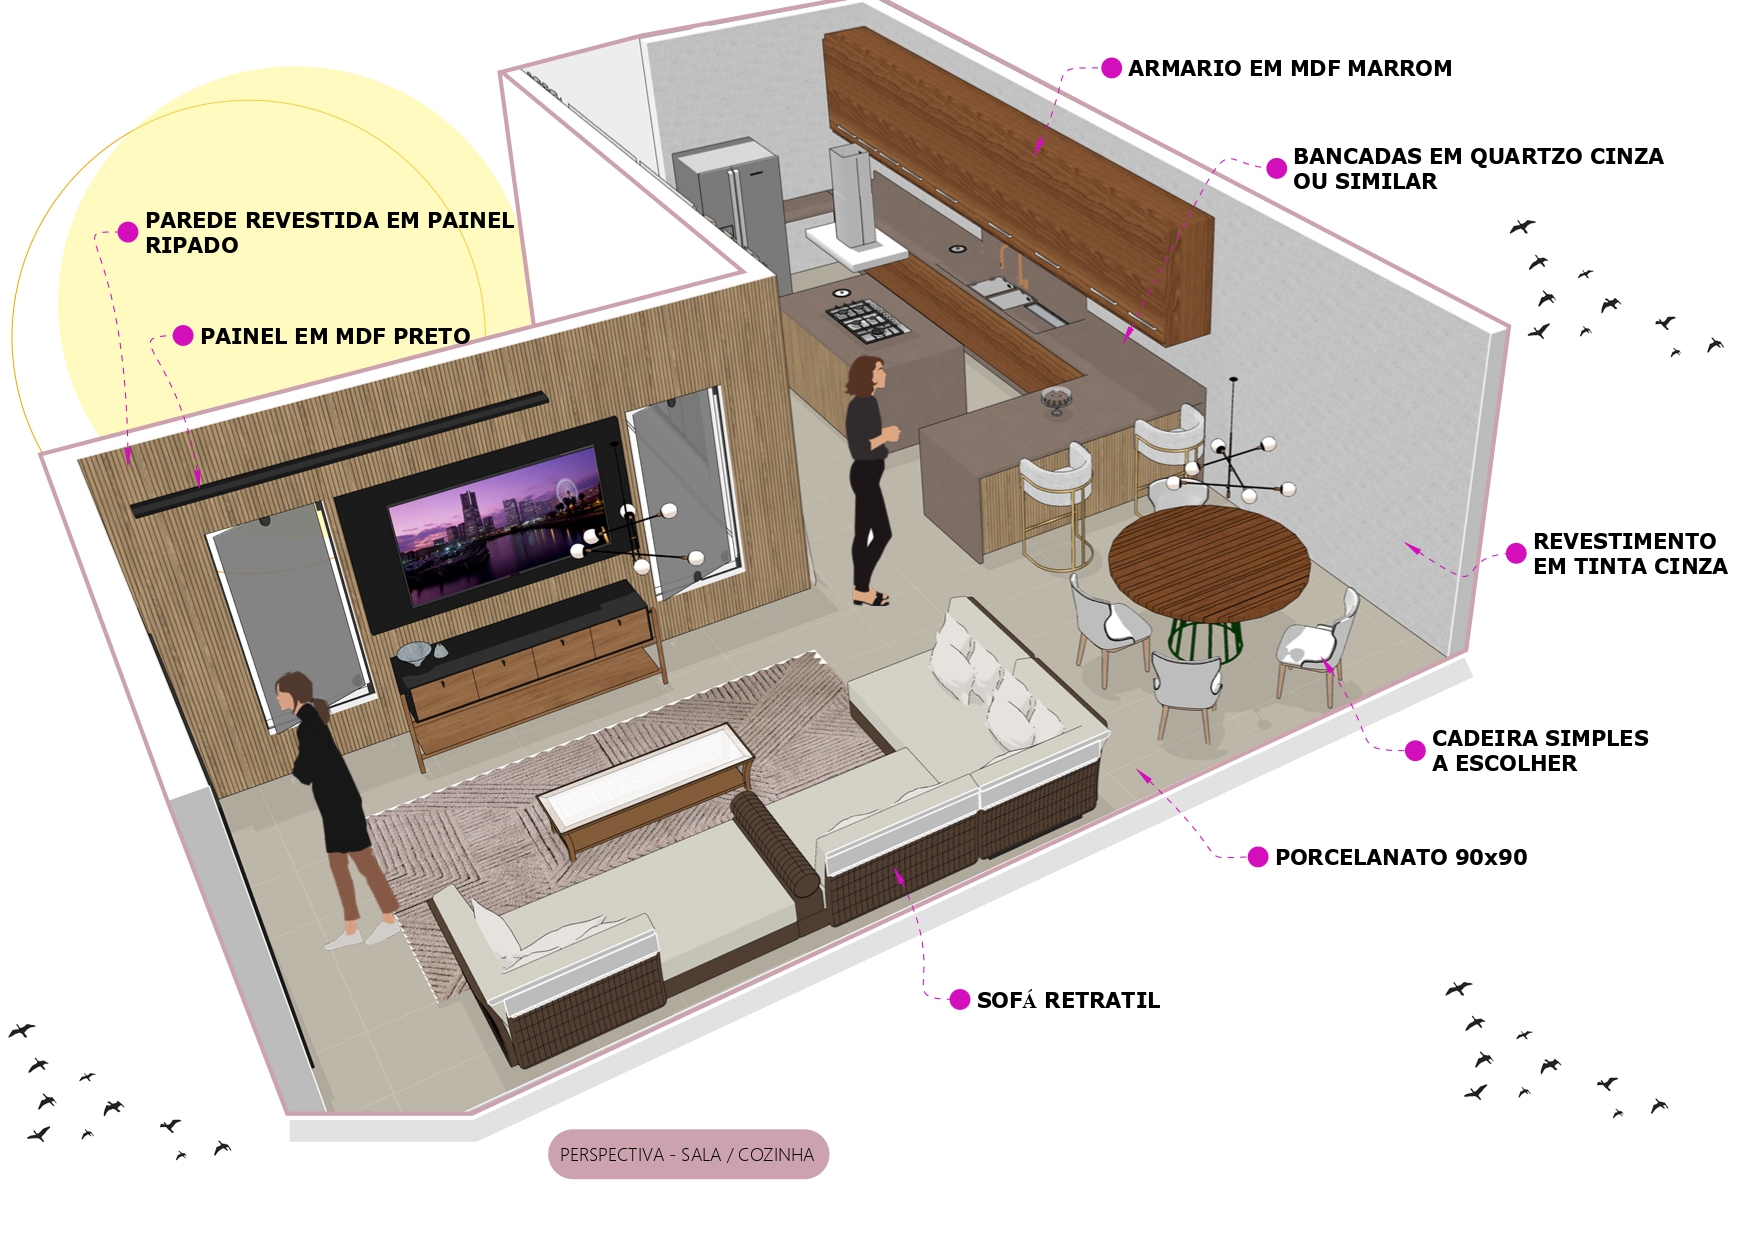 ARMARIO EM MDF MARROM
BANCADAS EM QUARTZO CINZA
OU SIMILAR
PAREDE REVESTIDA EM PAINEL
RIPADO
PAINEL EM MDF PRETO
REVESTIMENTO
EM TINTA CINZA
CADEIRA SIMPLES
A ESCOLHER
PORCELANATO 90x90
SOFÁ RETRATIL
PERSPECTIVA - SALA / COZINHA